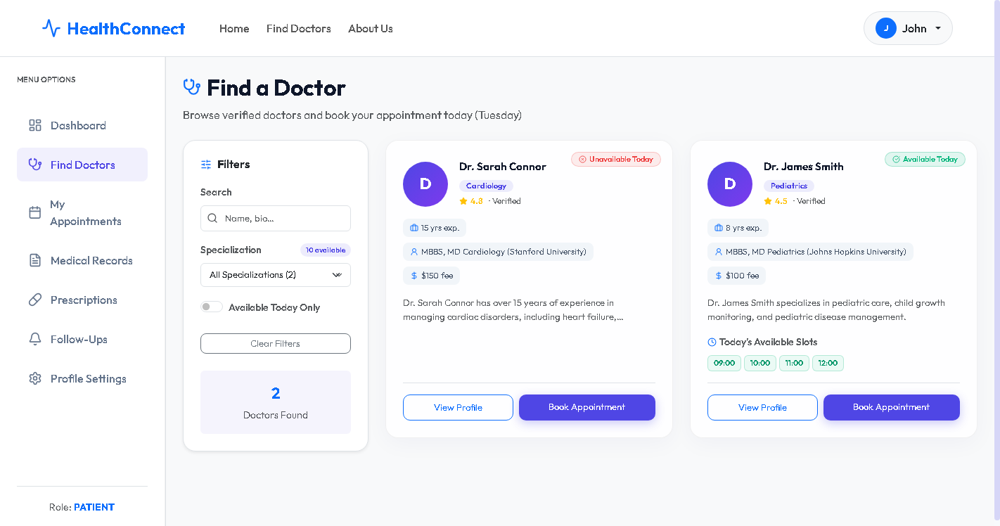 HealthConnect
Home
Find Doctors
About Us
J
John
MENU OPTIONS
Dashboard
Find Doctors
My
Appointments
Medical Records
Prescriptions
Follow-Ups
Profile Settings
Role: PATIENT
Find a Doctor
Browse verified doctors and book your appointment today (Tuesday)
Filters
Search
Name, bio...
Specialization
10 available
All Specializations (2)
Available Today Only
Clear Filters
2
Doctors Found
Unavailable Today
D
Dr. Sarah Connor
Cardiology
4.8 · Verified
15 yrs exp.
MBBS, MD Cardiology (Stanford University)
$150 fee
Dr. Sarah Connor has over 15 years of experience in
managing cardiac disorders, including heart failure,...
View Profile
Book Appointment
Available Today
D
Dr. James Smith
Pediatrics
4.5 · Verified
8 yrs exp.
MBBS, MD Pediatrics (Johns Hopkins University)
$100 fee
Dr. James Smith specializes in pediatric care, child growth
monitoring, and pediatric disease management.
Today's Available Slots
09:00 10:00 11:00 12:00
View Profile
Book Appointment